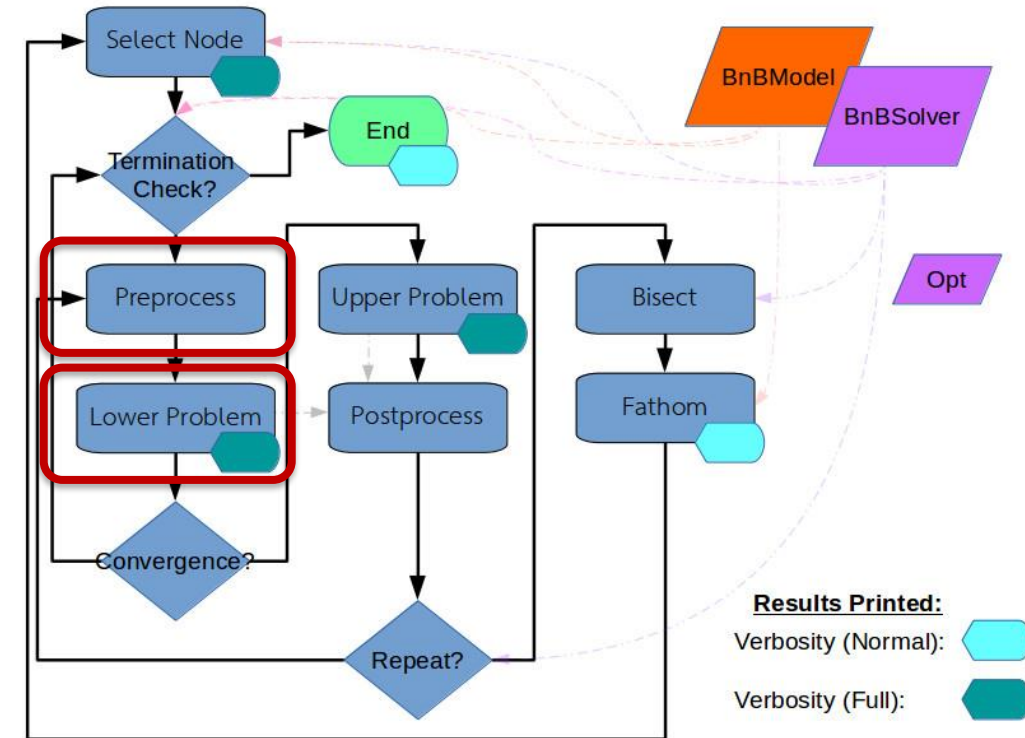 Select Node
BnBModel
BnBSolver
End
Termination
Check?
Preprocess
Upper Problem
Bisect
Opt
Lower Problem
Postprocess
Fathom
Convergence?
Results Printed:
Verbosity (Normal):
Repeat?
Verbosity (Full):